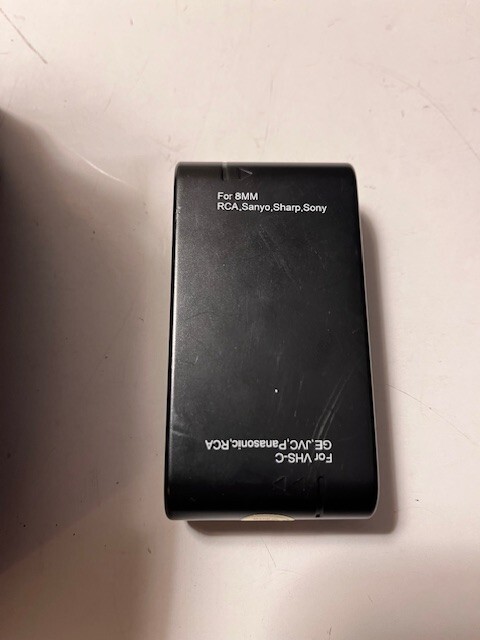 For 8MM
RCA,Sanyo,Sharp,Sony
For VHS-C
GE,JVC,Panasonic,RCA